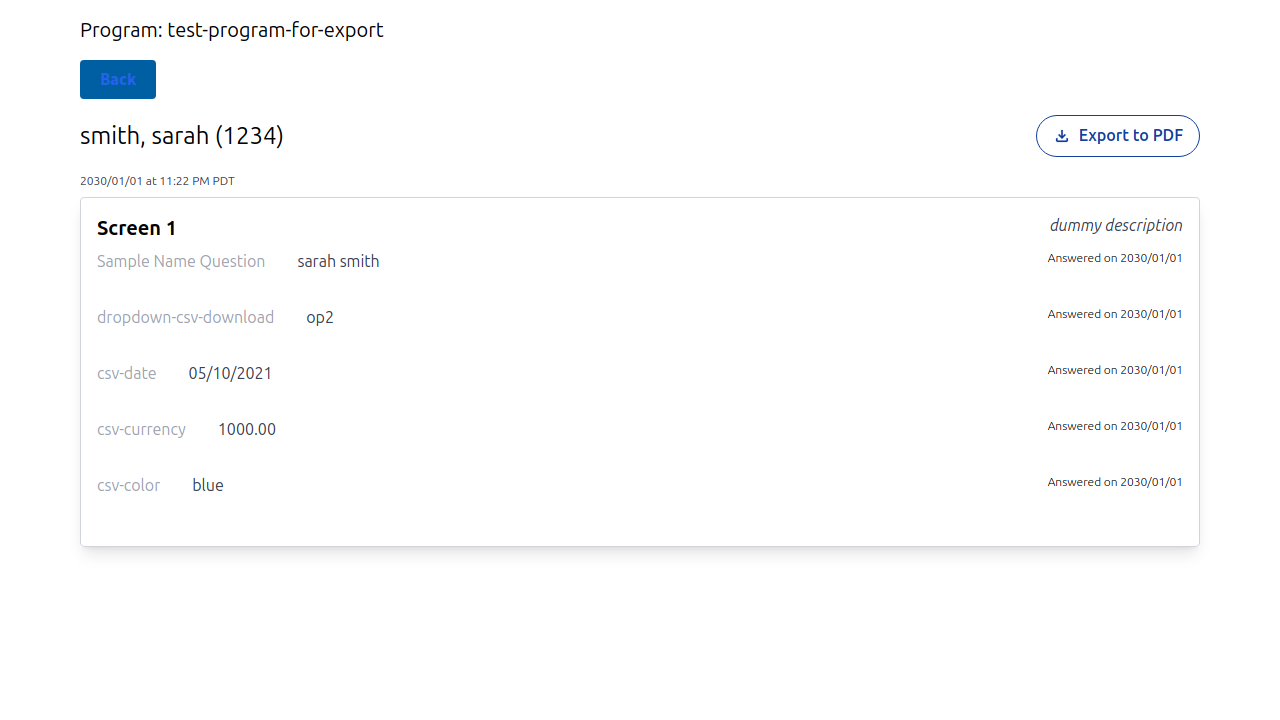 Program: test-program-for-export
Back
smith, sarah (1234)
Export to PDF
2030/01/01 at 11:22 PM PDT
Screen 1
dummy description
Sample Name Question sarah smith Answered on 2030/01/01
dropdown-csv-download op2 Answered on 2030/01/01
csv-date 05/10/2021 Answered on 2030/01/01
csv-currency 1000.00 Answered on 2030/01/01
csv-color blue Answered on 2030/01/01